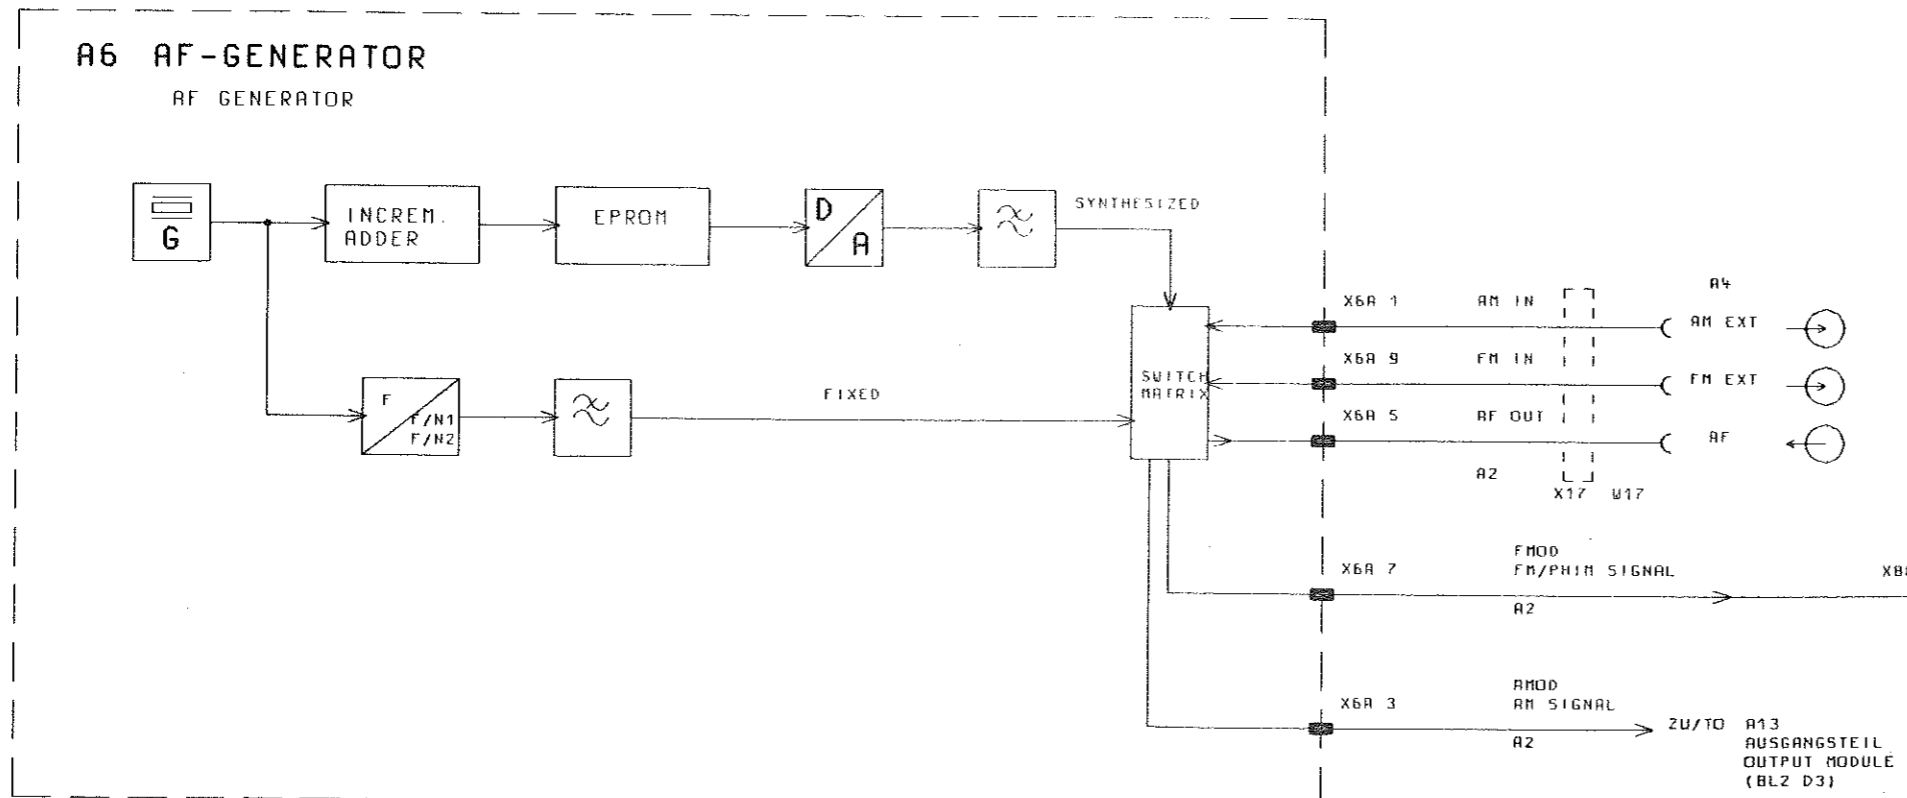 A6 AF-GENERATOR
AF GENERATOR
G
INCREM.
ADDER
EPROM
D
A
SYNTHESIZED
F
F/N1
F/N2
FIXED
SWITCH
MATRIX
X6A 1
AM IN
A4
AM EXT
X6A 9
FM IN
FM EXT
X6A 5
AF OUT
AF
A2
X17 W17
X6A 7
FMOD
FM/PHIM SIGNAL
A2
X6A 3
AMOD
AM SIGNAL
A2
ZU/TO A13
AUSGANGSTEIL
OUTPUT MODULE
(BL2 D3)